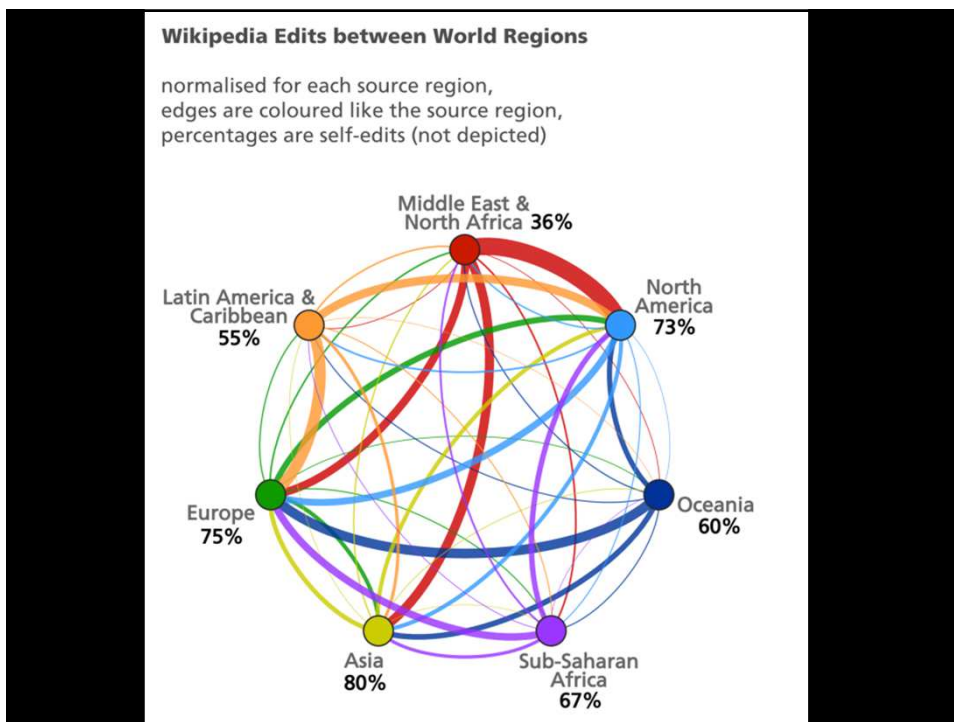 Wikipedia Edits between World Regions
normalised for each source region,
edges are coloured like the source region,
percentages are self-edits (not depicted)
Middle East &
North Africa 36%
North
America
73%
Latin America &
Caribbean
55%
Oceania
60%
Europe
75%
Asia
80%
Sub-Saharan
Africa
67%